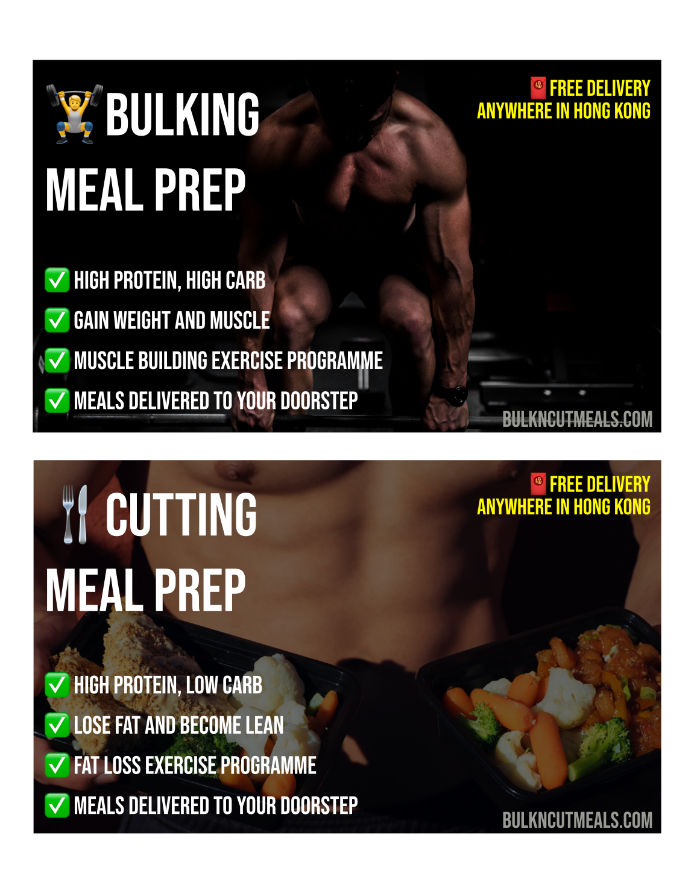 BULKING
MEAL PREP
FREE DELIVERY
ANYWHERE IN HONG KONG
HIGH PROTEIN, HIGH CARB
GAIN WEIGHT AND MUSCLE
MUSCLE BUILDING EXERCISE PROGRAMME
MEALS DELIVERED TO YOUR DOORSTEP
BULKNCUTMEALS.COM
CUTTING
MEAL PREP
FREE DELIVERY
ANYWHERE IN HONG KONG
HIGH PROTEIN, LOW CARB
LOSE FAT AND BECOME LEAN
FAT LOSS EXERCISE PROGRAMME
MEALS DELIVERED TO YOUR DOORSTEP
BULKNCUTMEALS.COM